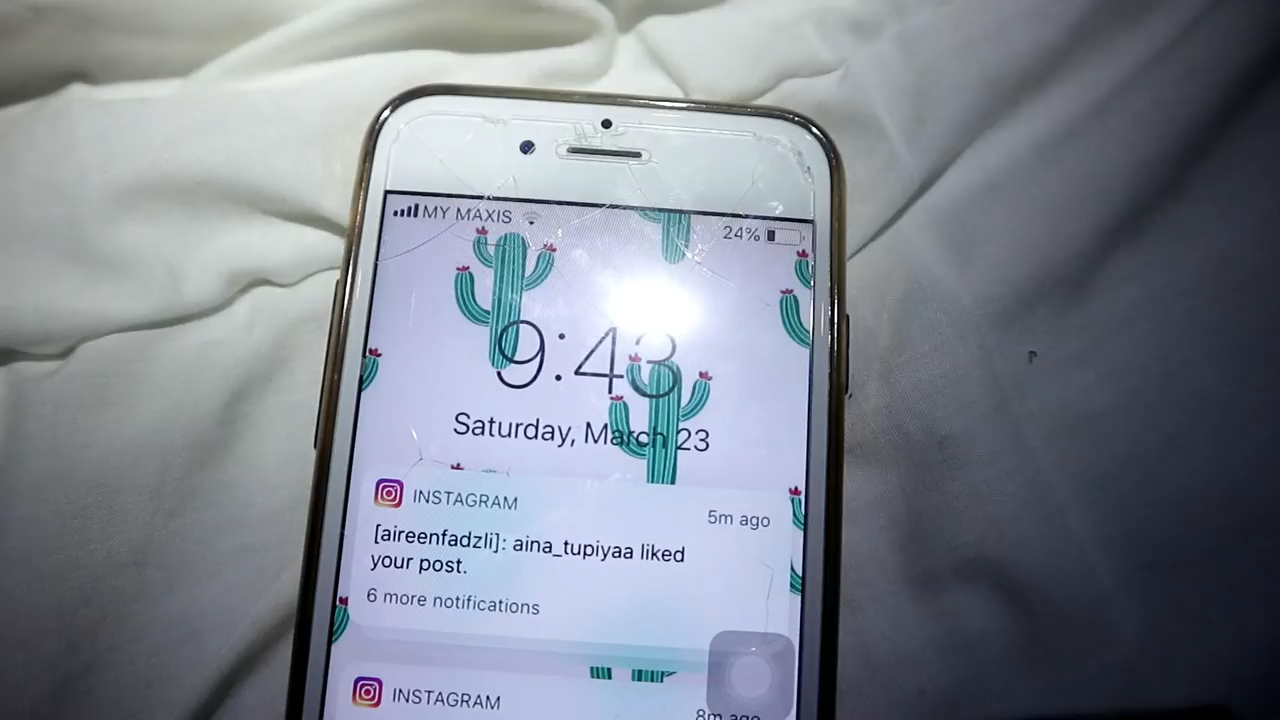 MY MAXIS
24%
9:43
Saturday, March 23
INSTAGRAM
5m ago
[aireenfadzli]: aina_tupiyaa liked
your post.
6 more notifications
INSTAGRAM
8m ago